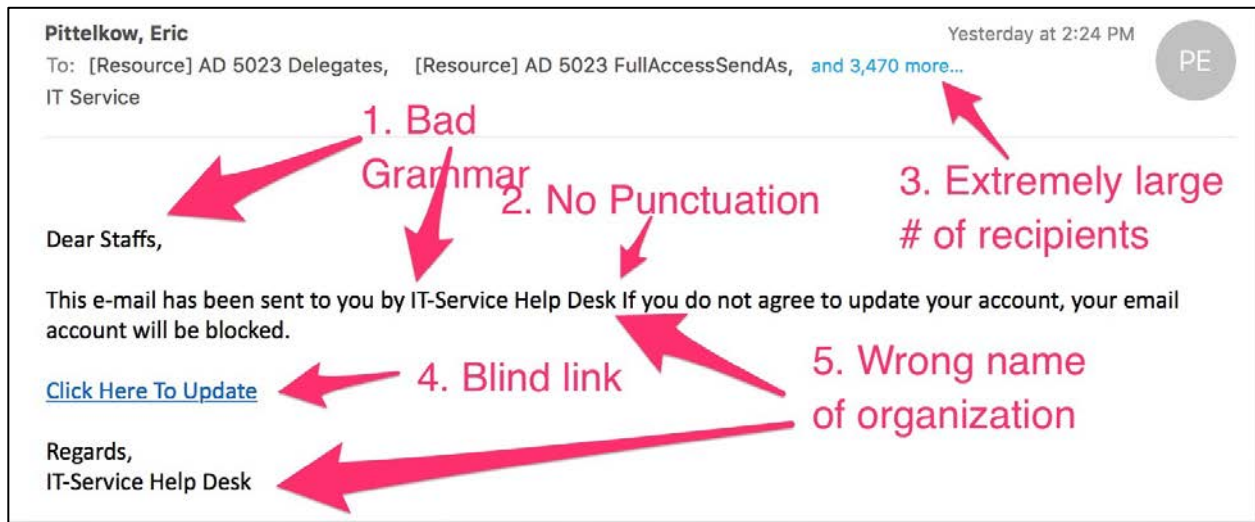 Pittelkow, Eric
Yesterday at 2:24 PM
PE
To: [Resource] AD 5023 Delegates, [Resource] AD 5023 FullAccessSendAs, and 3,470 more...
IT Service
1. Bad
Grammar
2. No Punctuation
3. Extremely large
# of recipients
Dear Staffs,
This e-mail has been sent to you by IT-Service Help Desk If you do not agree to update your account, your email
account will be blocked.
Click Here To Update
4. Blind link
5. Wrong name
of organization
Regards,
IT-Service Help Desk